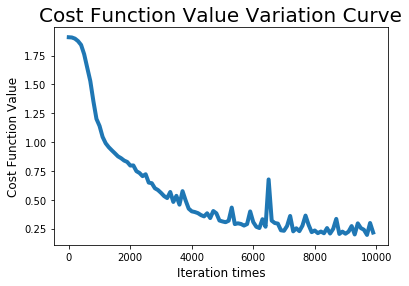 Cost Function Value Variation Curve
Cost Function Value
1.75
1.50
1.25
1.00
0.75
0.50
0.25
0 2000 4000 6000 8000 10000
Iteration times